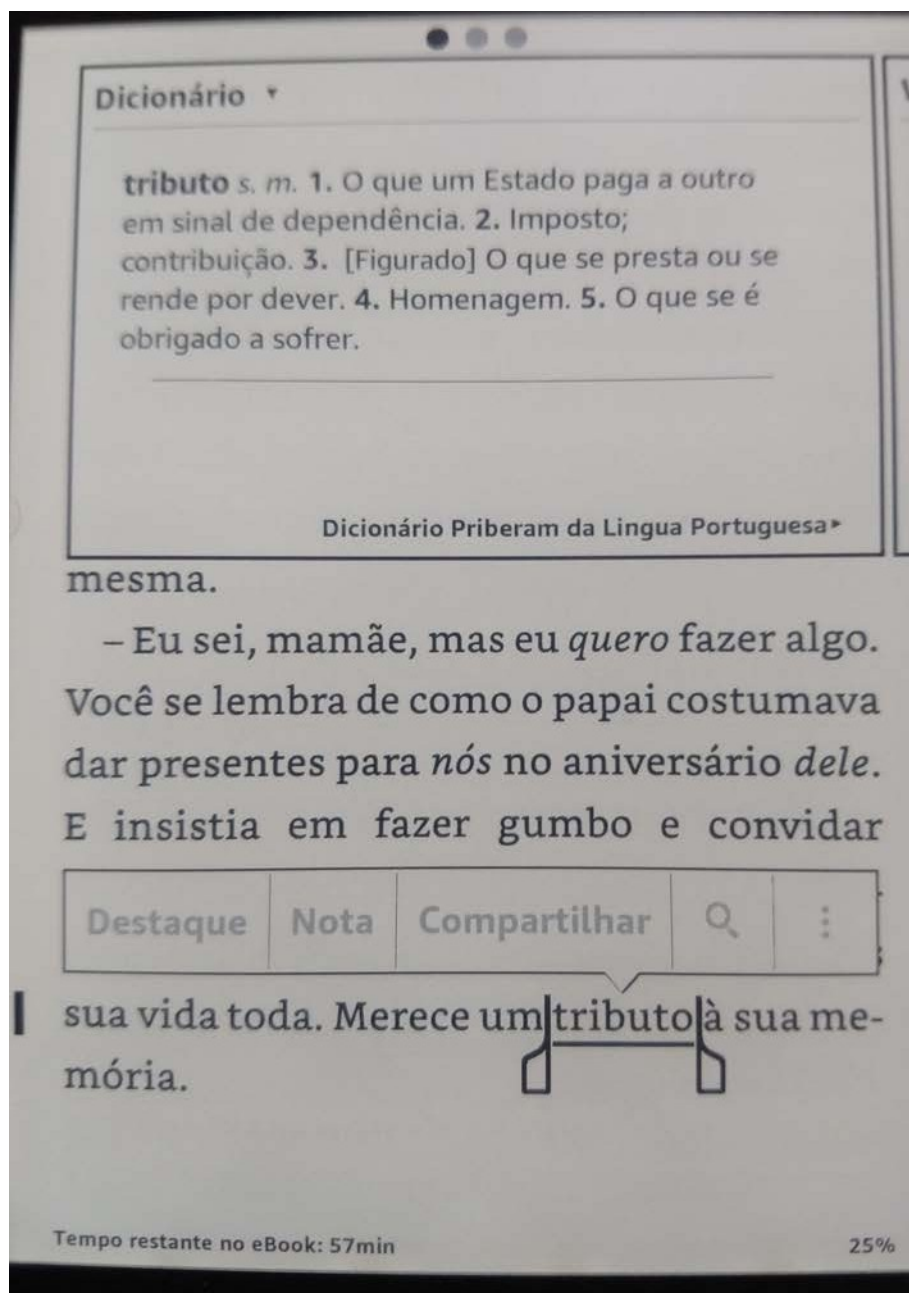 Dicionário
tributo s. m. 1. O que um Estado paga a outro
em sinal de dependência. 2. Imposto;
contribuição. 3. [Figurado] O que se presta ou se
rende por dever. 4. Homenagem. 5. O que se é
obrigado a sofrer.
Dicionário Priberam da Lingua Portuguesa
mesma.
– Eu sei, mamãe, mas eu quero fazer algo.
Você se lembra de como o papai costumava
dar presentes para nós no aniversário dele.
E insistia em fazer gumbo e convidar
Destaque Nota Compartilhar
sua vida toda. Merece um tributo à sua me-
mória.
Tempo restante no eBook: 57min 25%